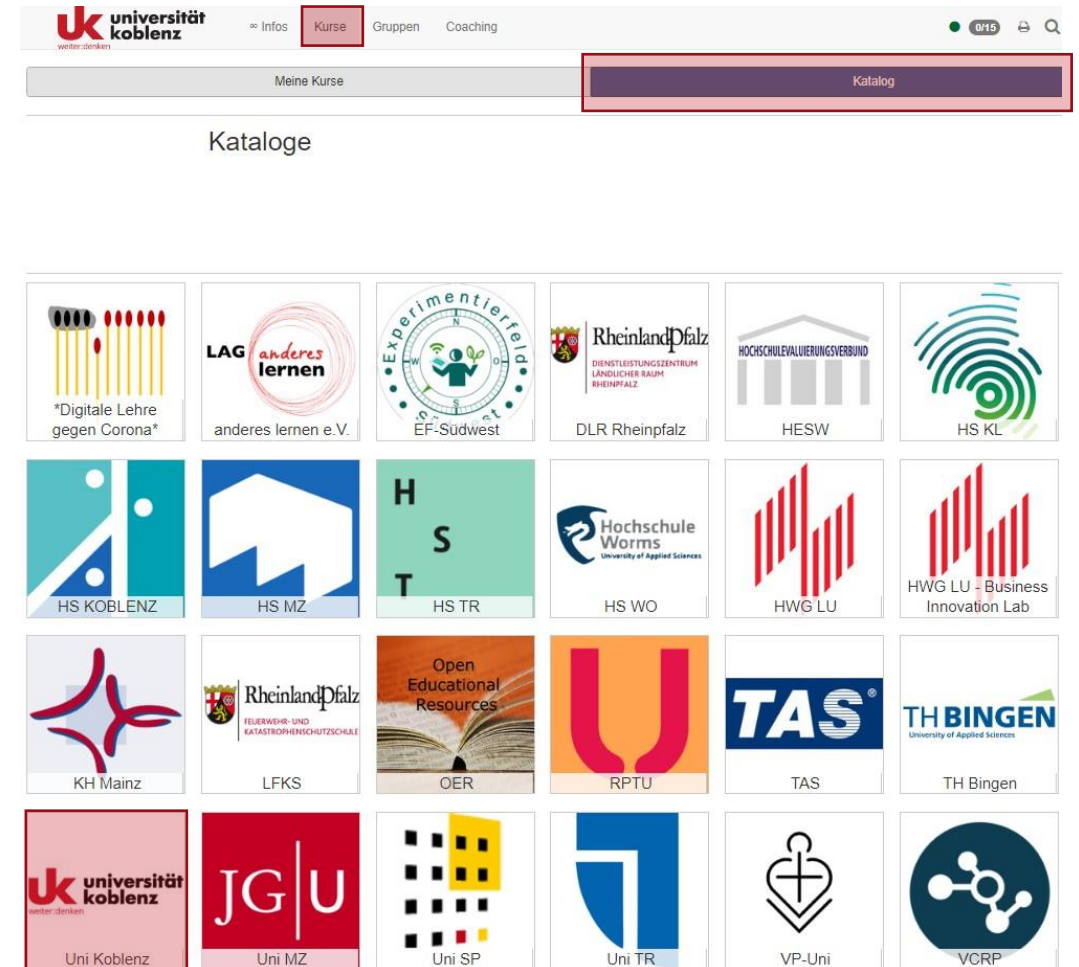 universität
koblenz
weiter:denken
∞ Infos
Kurse
Gruppen
Coaching
0/15
Meine Kurse
Katalog
Kataloge
*Digitale Lehre
gegen Corona*
LAG anderes
lernen
anderes lernen e.V.
Experimentierfeld
Südwest
N
W
O
S
EF-Südwest
RheinlandPfalz
DIENSTLEISTUNGSZENTRUM
LÄNDLICHER RAUM
RHEINPFALZ
DLR Rheinpfalz
HOCHSCHULEVALUIERUNGSVERBUND
HESW
HS KL
HS KOBLENZ
HS MZ
H
S
T
HS TR
Hochschule
Worms
University of Applied Sciences
HS WO
HWG LU
HWG LU - Business
Innovation Lab
KH Mainz
RheinlandPfalz
FEUERWEHR- UND
KATASTROPHENSCHUTZSCHULE
LFKS
Open
Educational
Resources
OER
RPTU
TAS®
TAS
TH BINGEN
University of Applied Sciences
TH Bingen
uk universität
koblenz
weiter:denken
Uni Koblenz
JG|U
Uni MZ
Uni SP
Uni TR
VP-Uni
VCRP